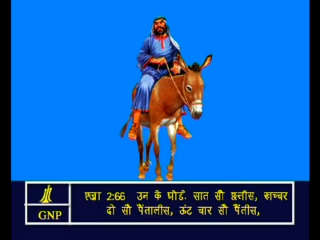 एज्रा 2:66 उन के घोड़े सात सौ छत्तीस, खच्चर
दो सौ पैंतालीस, ऊंट चार सौ पैंतीस,
GNP